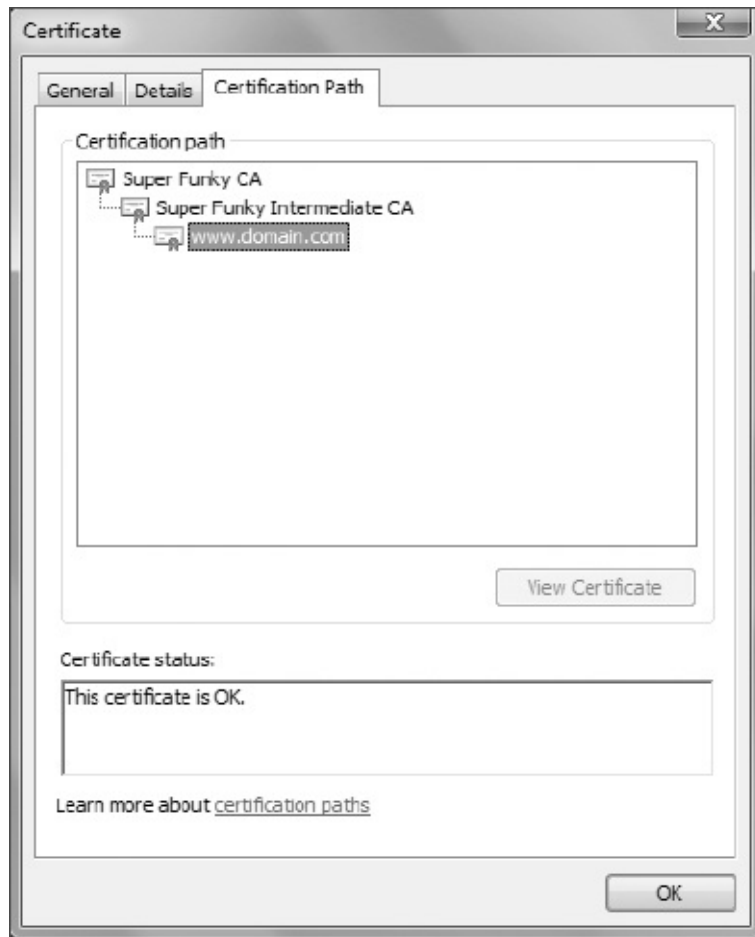 Certificate
General Details Certification Path
Certification path
Super Funky CA
Super Funky Intermediate CA
www.domain.com
View Certificate
Certificate status:
This certificate is OK.
Learn more about certification paths
OK